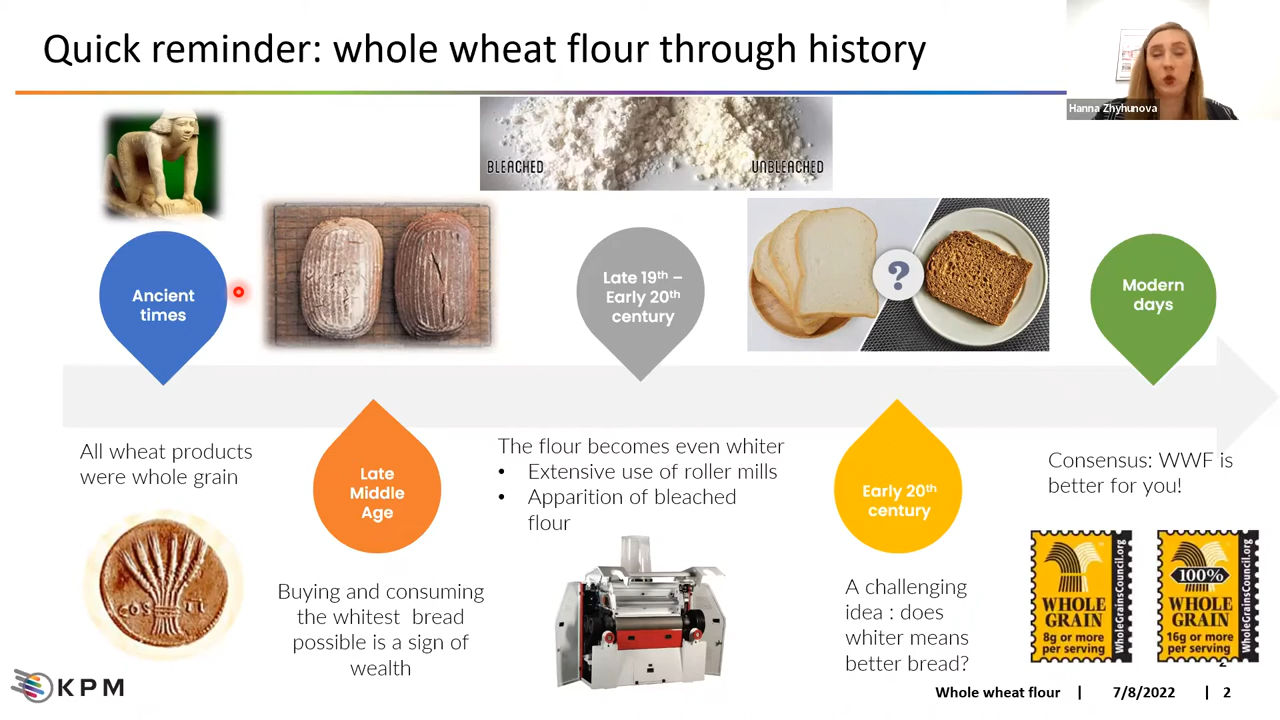 Quick reminder: whole wheat flour through history
Hanna Zhyhunova
BLEACHED
UNBLEACHED
Ancient
times
Late 19th –
Early 20th
century
?
Modern
days
All wheat products
were whole grain
Late
Middle
Age
The flour becomes even whiter
• Extensive use of roller mills
• Apparition of bleached
flour
Early 20th
century
Consensus: WWF is
better for you!
COS II
Buying and consuming
the whitest bread
possible is a sign of
wealth
A challenging
idea : does
whiter means
better bread?
WHOLE
GRAIN
8g or more
per serving
WholeGrainsCouncil.org
100%
WHOLE
GRAIN
16g or more
per serving
WholeGrainsCouncil.org
2
KPM
Whole wheat flour | 7/8/2022 | 2